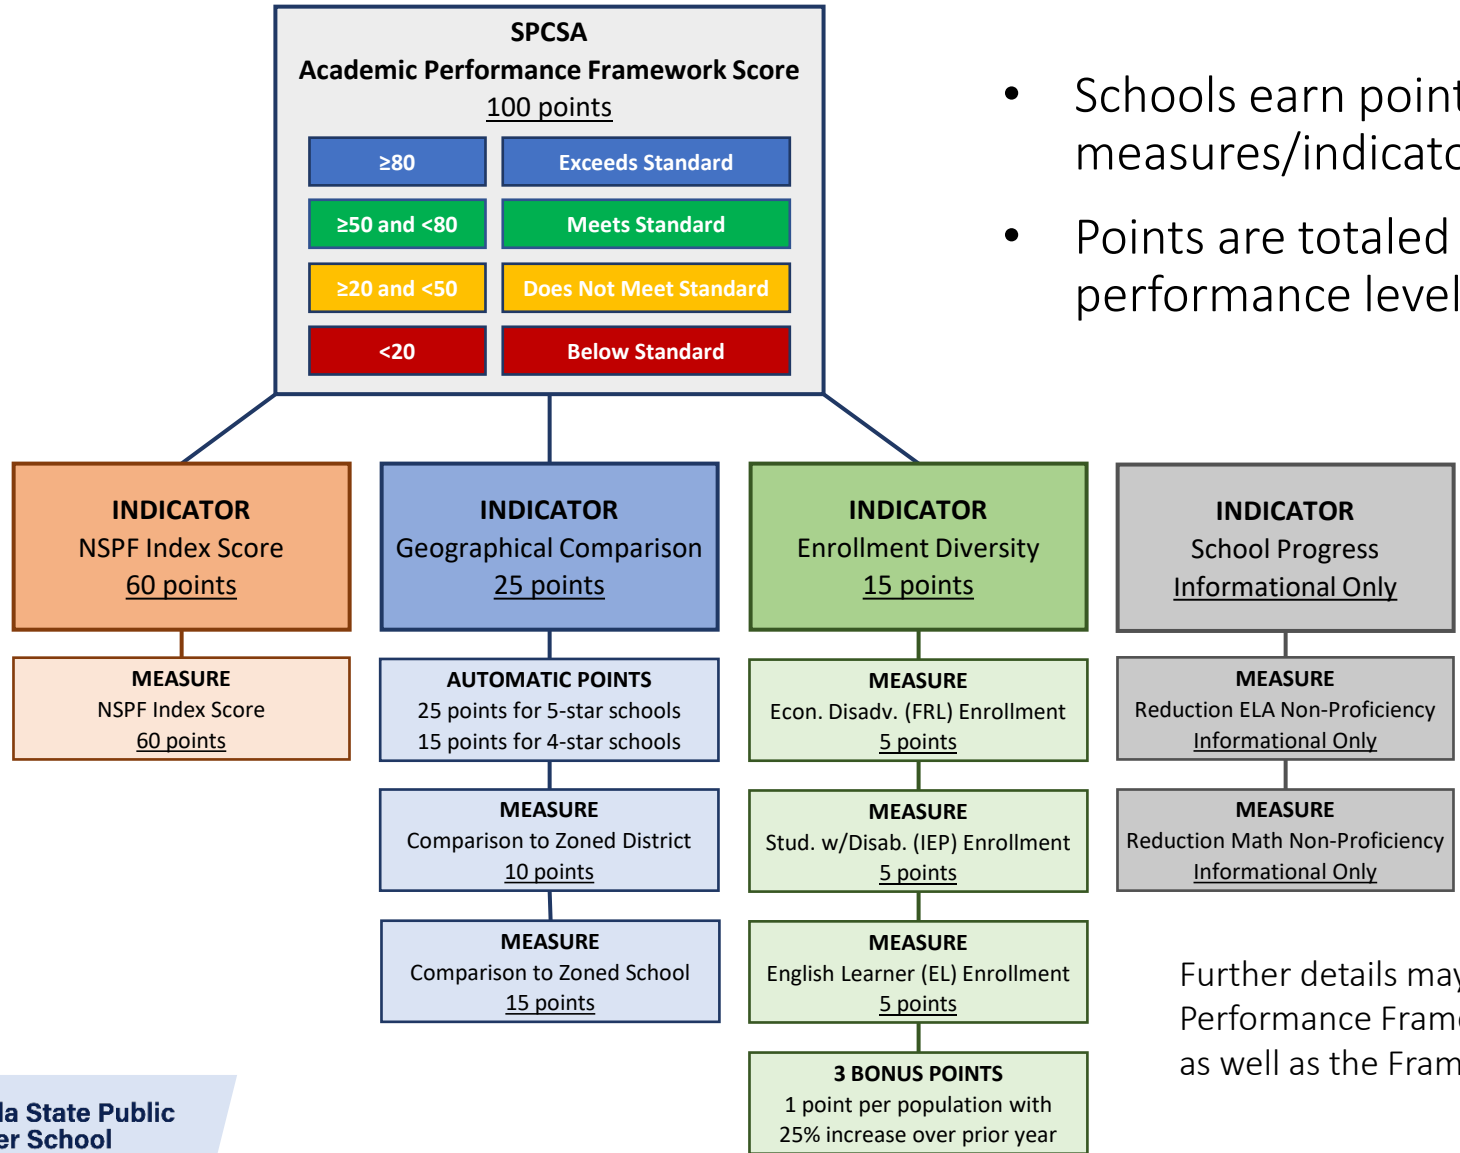 SPCSA
Academic Performance Framework Score
100 points
≥80
Exceeds Standard
≥50 and <80
Meets Standard
≥20 and <50
Does Not Meet Standard
<20
Below Standard
• Schools earn
• Points are totaled
performance level
INDICATOR
NSPF Index Score
60 points
MEASURE
NSPF Index Score
60 points
INDICATOR
Geographical Comparison
25 points
AUTOMATIC POINTS
25 points for 5-star schools
15 points for 4-star schools
MEASURE
Comparison to Zoned District
10 points
MEASURE
Comparison to Zoned School
15 points
INDICATOR
Enrollment Diversity
15 points
MEASURE
Econ. Disadv. (FRL) Enrollment
5 points
MEASURE
Stud. w/Disab. (IEP) Enrollment
5 points
MEASURE
English Learner (EL) Enrollment
5 points
3 BONUS POINTS
1 point per population with
25% increase over prior year
INDICATOR
School Progress
Informational Only
MEASURE
Reduction ELA Non-Proficiency
Informational Only
MEASURE
Reduction Math Non-Proficiency
Informational Only
Further details may
Performance
as well as the
State Public
School